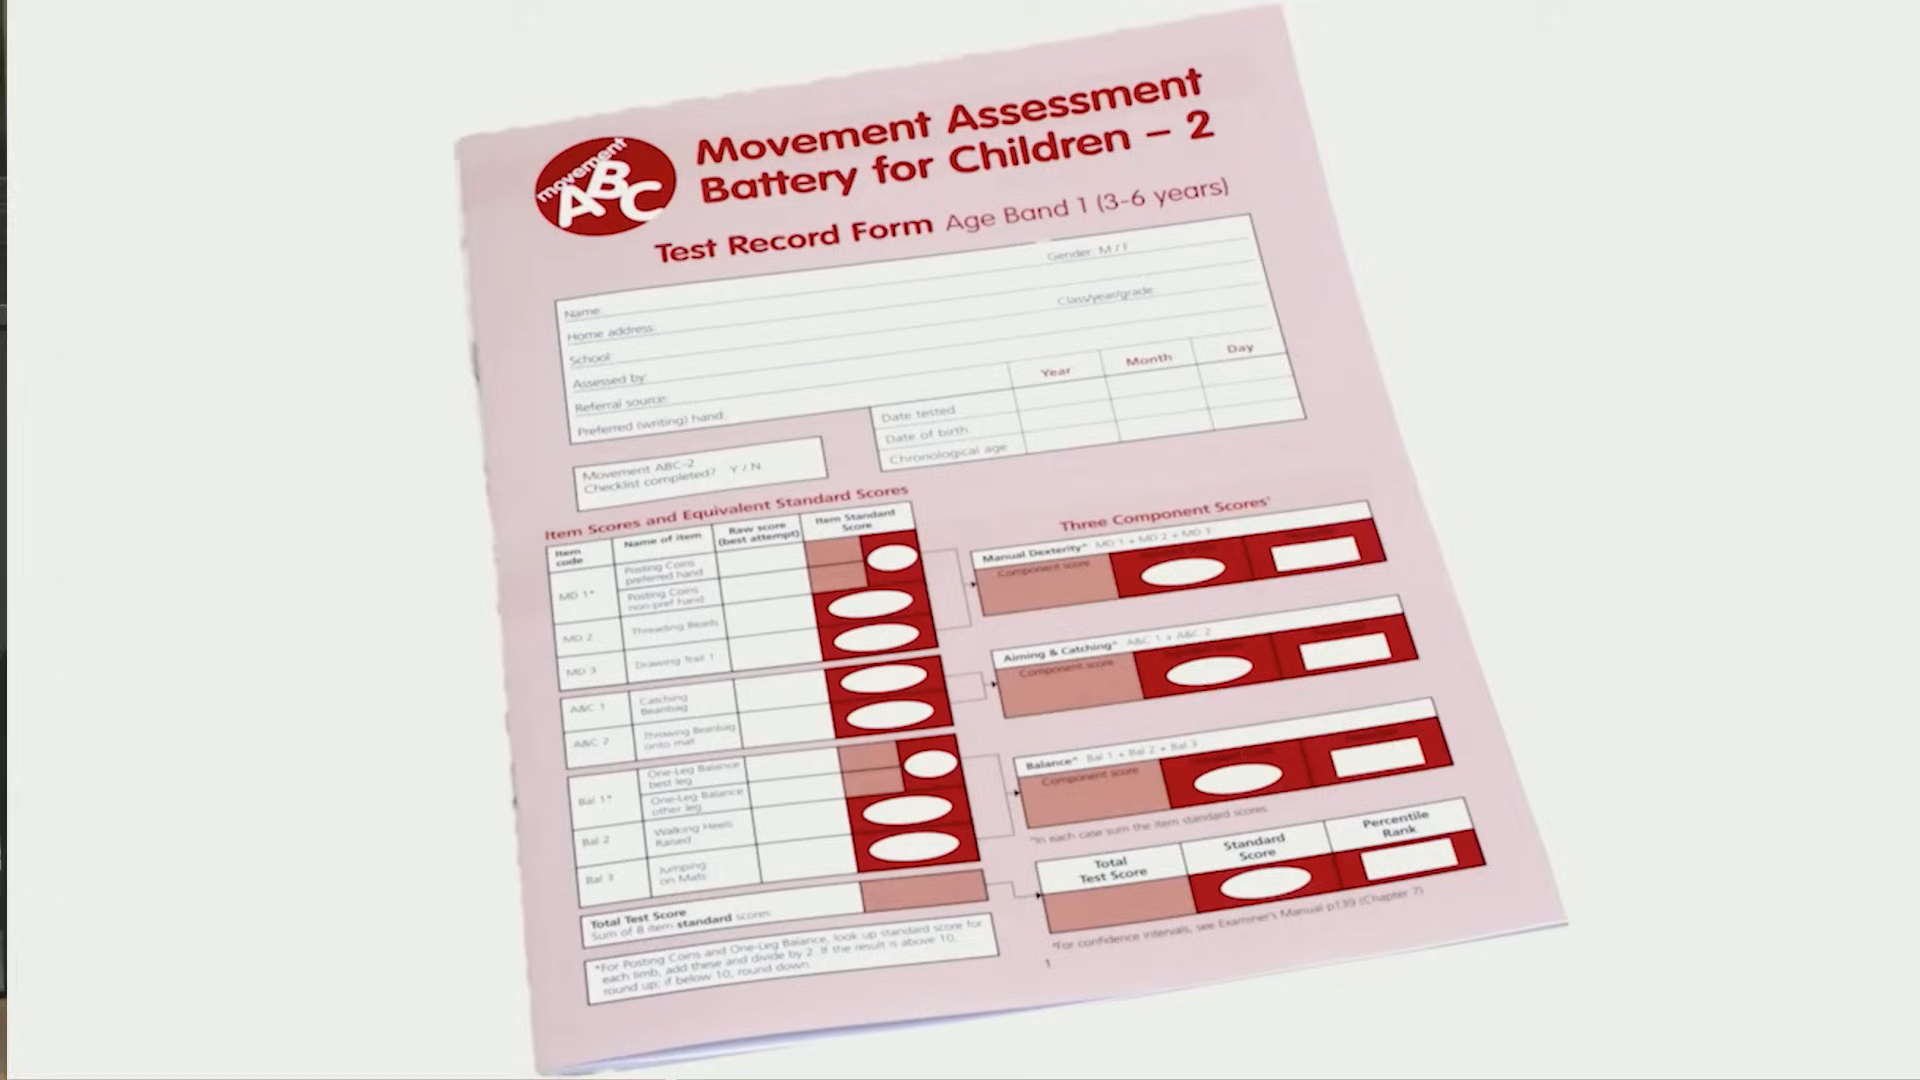 movement
ABC
Movement Assessment
Battery for Children – 2
Test Record Form Age Band 1 (3-6 years)
Name:
Gender: M / F
Home address:
Class/year/grade:
School:
Assessed by:
Referral source:
Preferred (writing) hand:
Year
Month
Day
Date tested
Date of birth
Chronological age
Movement ABC-2
Checklist completed? Y / N
Item Scores and Equivalent Standard Scores
Item
code
Name of item
Raw score
(best attempt)
Item Standard
Score
MD 1*
Posting Coins
preferred hand
Posting Coins
non-pref hand
MD 2
Threading Beads
MD 3
Drawing Trail 1
A&C 1
Catching
Beanbag
A&C 2
Throwing Beanbag
onto mat
Bal 1*
One-Leg Balance
best leg
One-Leg Balance
other leg
Bal 2
Walking Heels
Raised
Bal 3
Jumping
on Mats
Total Test Score
Sum of 8 item standard scores
*For Posting Coins and One-Leg Balance, look up standard score for
each limb, add these and divide by 2. If the result is above 10,
round up; if below 10, round down.
Three Component Scores†
Manual Dexterity^ MD 1 + MD 2 + MD 3
Component score
Aiming & Catching^ A&C 1 + A&C 2
Component score
Balance^ Bal 1 + Bal 2 + Bal 3
Component score
^In each case sum the item standard scores
Total
Test Score
Standard
Score
Percentile
Rank
†For confidence intervals, see Examiner's Manual p139 (Chapter 7)
1